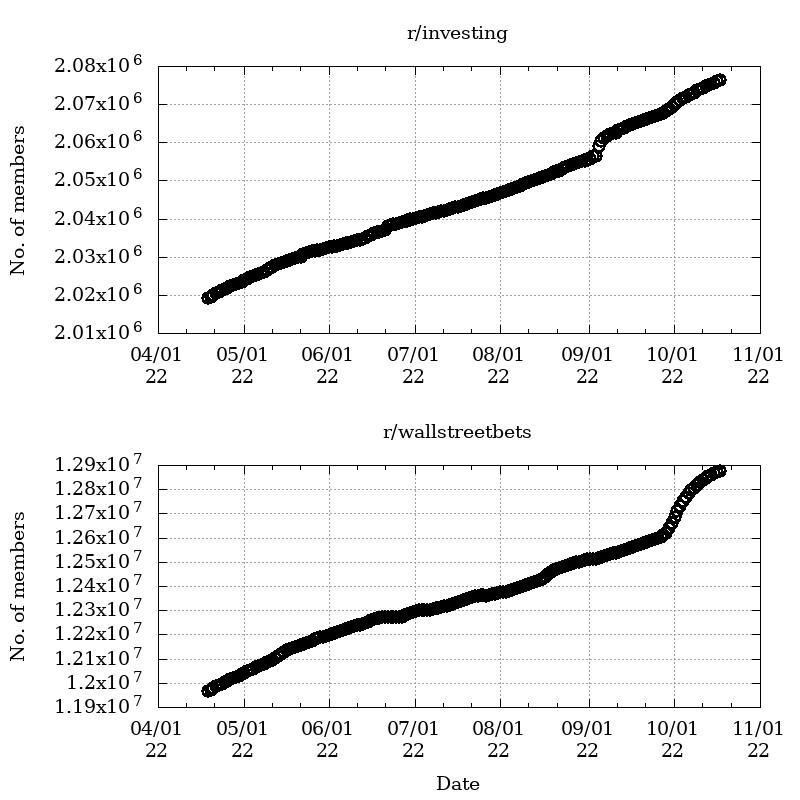 r/investing
No. of members
2.08x10^6
2.07x10^6
2.06x10^6
2.05x10^6
2.04x10^6
2.03x10^6
2.02x10^6
2.01x10^6
04/01 05/01 06/01 07/01 08/01 09/01 10/01 11/01
22 22 22 22 22 22 22 22
r/wallstreetbets
No. of members
1.29x10^7
1.28x10^7
1.27x10^7
1.26x10^7
1.25x10^7
1.24x10^7
1.23x10^7
1.22x10^7
1.21x10^7
1.2x10^7
1.19x10^7
04/01 05/01 06/01 07/01 08/01 09/01 10/01 11/01
22 22 22 22 22 22 22 22
Date